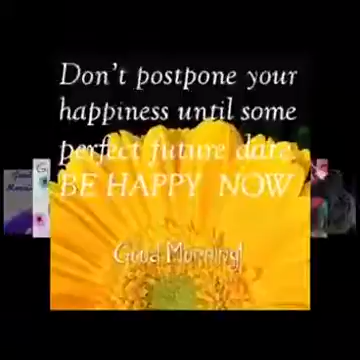 Don't postpone your
happiness until some
perfect future date
BE HAPPY NOW
Good Morning!